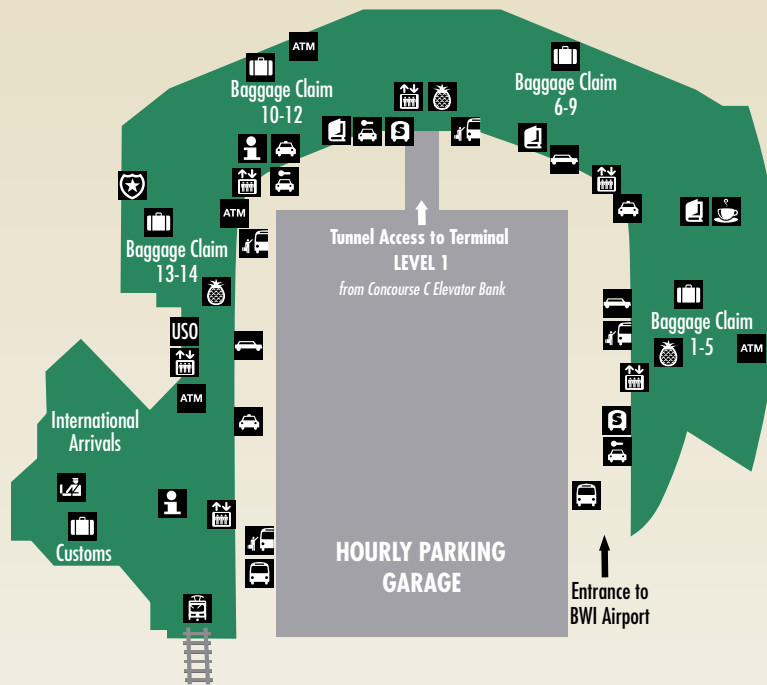 ATM
Baggage Claim
10-12
Baggage Claim
6-9
S
ATM
Baggage Claim
13-14
Tunnel Access to Terminal
LEVEL 1
from Concourse C Elevator Bank
Baggage Claim
1-5
ATM
USO
ATM
International
Arrivals
S
Customs
HOURLY PARKING
GARAGE
Entrance to
BWI Airport